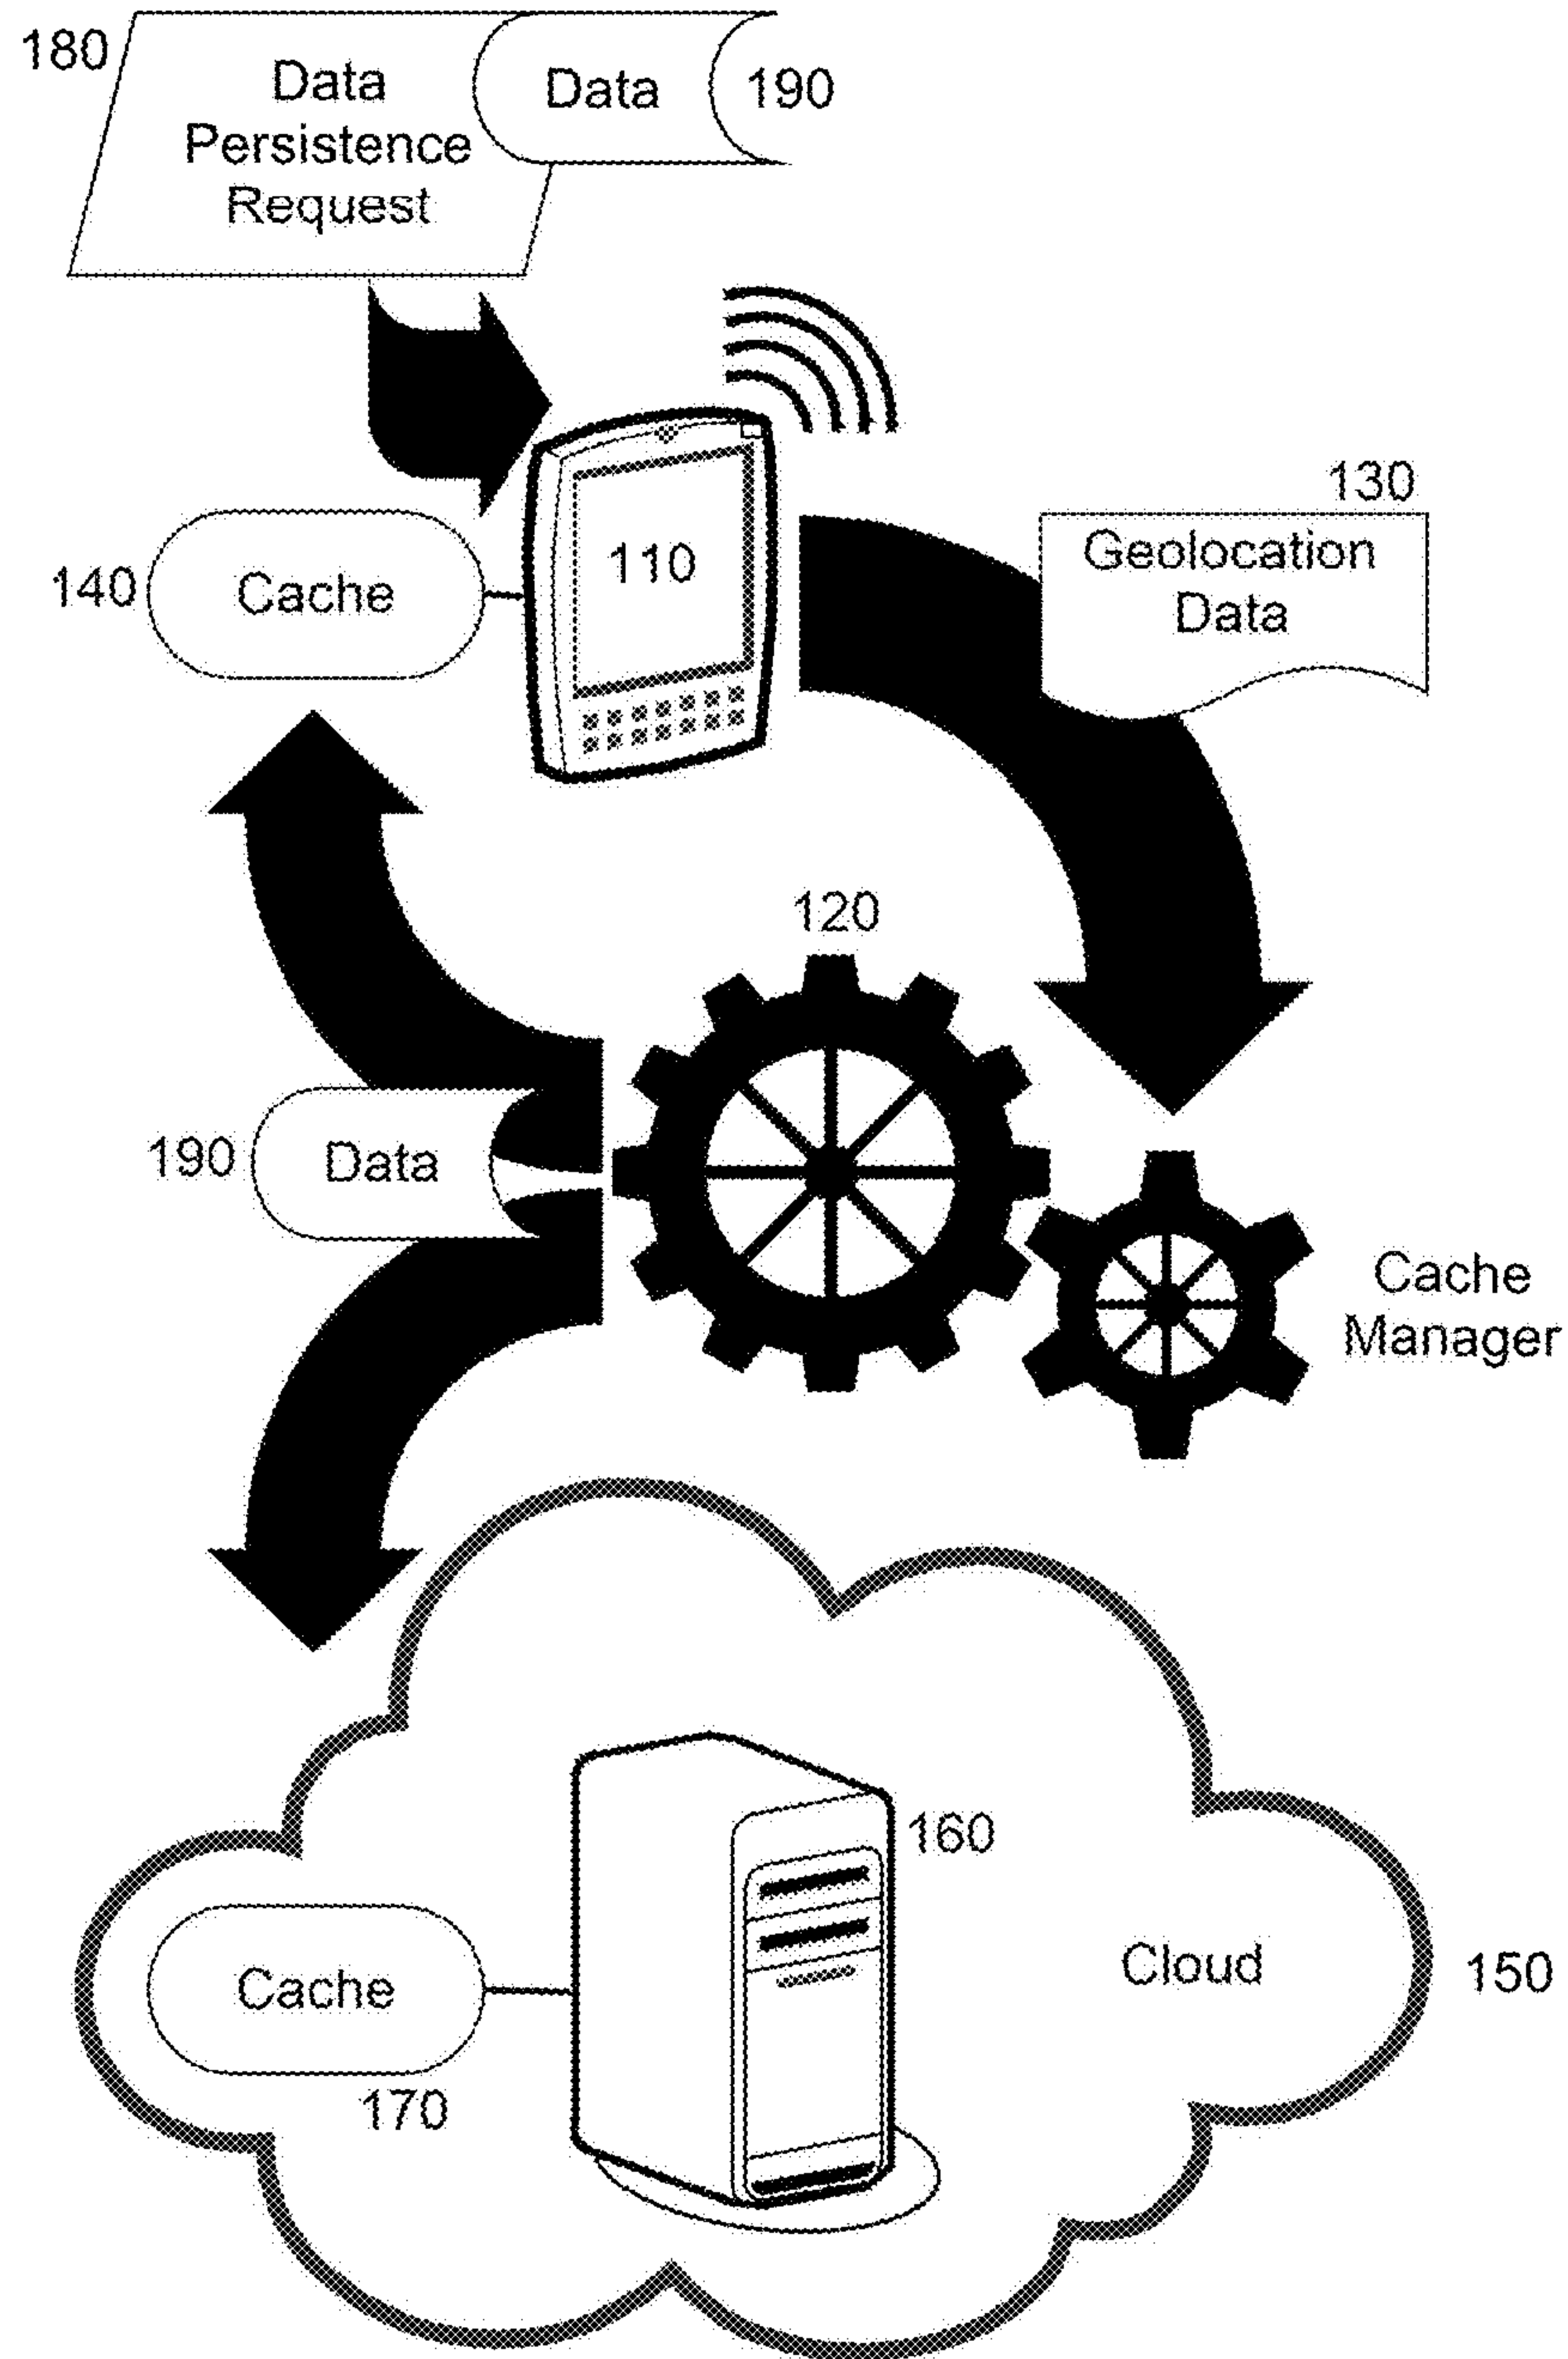 180
Data
Persistence
Request
Data
190
130
Geolocation
Data
110
140
Cache
120
190
Data
Cache
Manager
160
Cloud
150
Cache
170